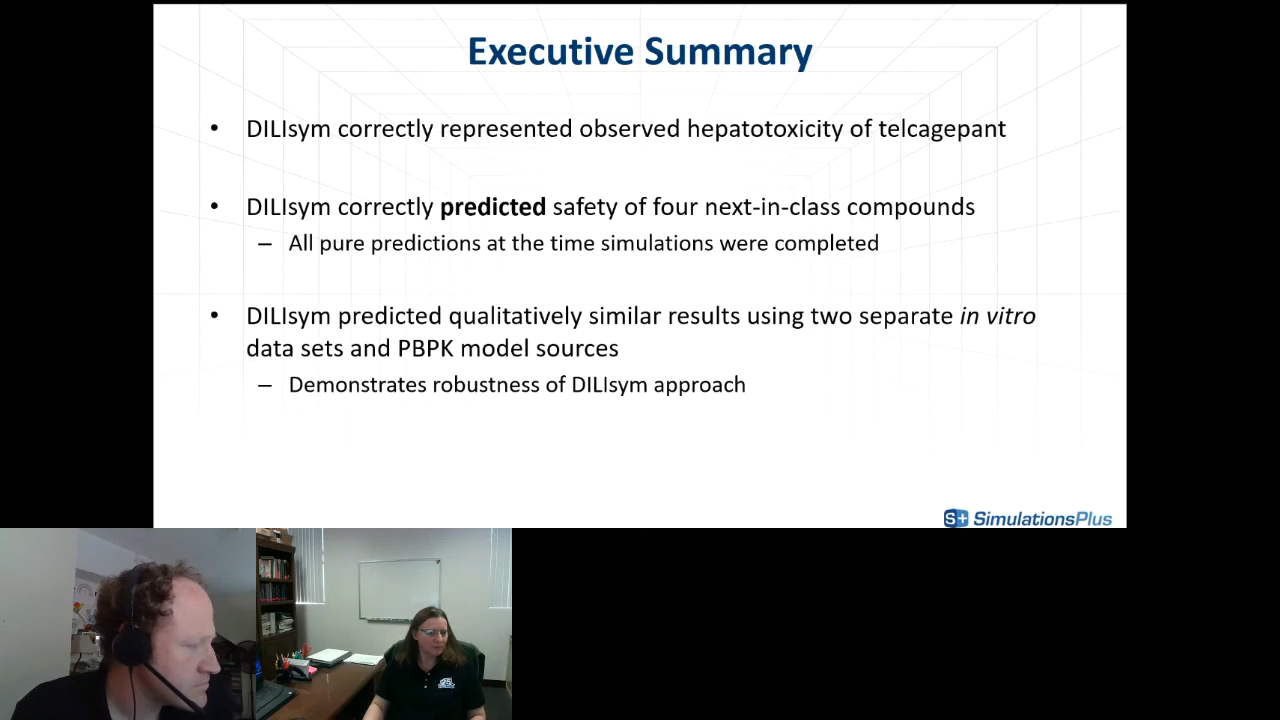 Executive Summary
• DILIsym correctly represented observed hepatotoxicity of telcagepant
• DILIsym correctly predicted safety of four next-in-class compounds
– All pure predictions at the time simulations were completed
• DILIsym predicted qualitatively similar results using two separate in vitro
data sets and PBPK model sources
– Demonstrates robustness of DILIsym approach
S+ SimulationsPlus